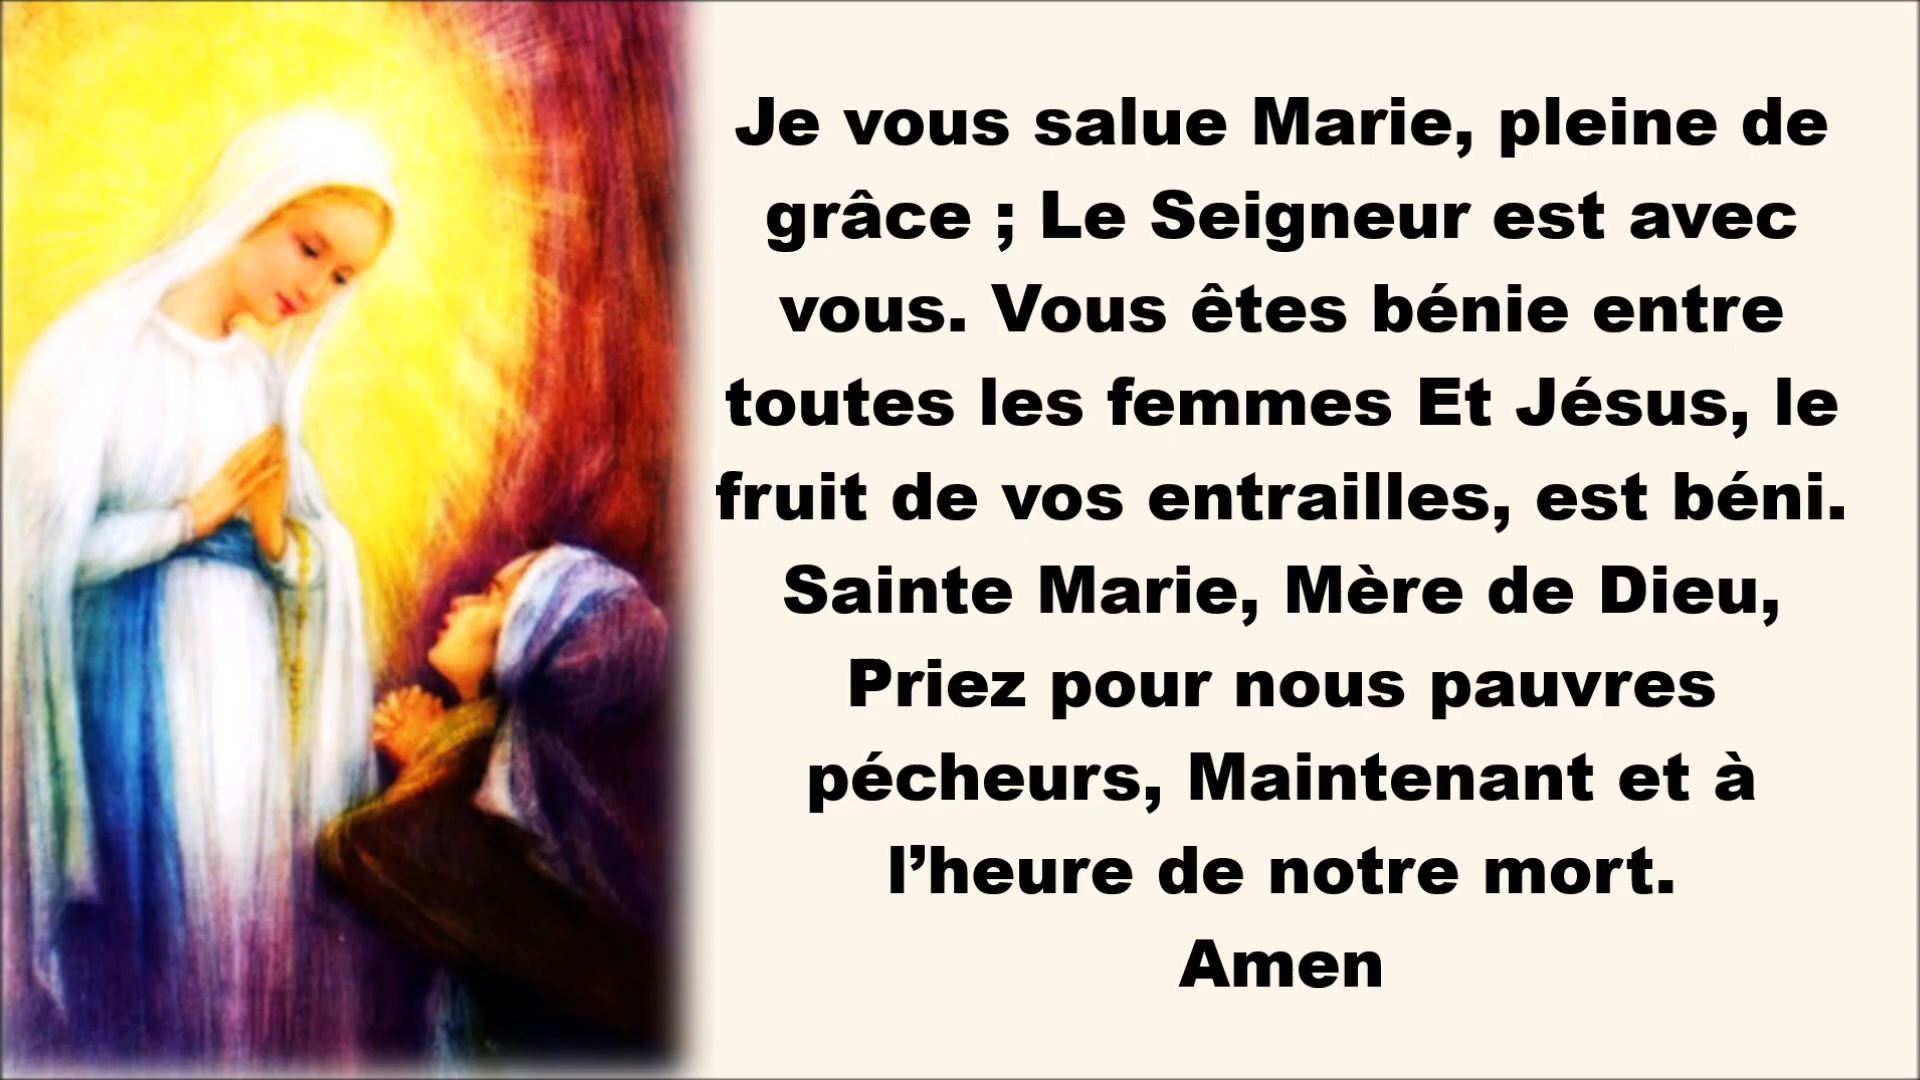 Je vous salue Marie, pleine de
grâce ; Le Seigneur est avec
vous. Vous êtes bénie entre
toutes les femmes Et Jésus, le
fruit de vos entrailles, est béni.
Sainte Marie, Mère de Dieu,
Priez pour nous pauvres
pécheurs, Maintenant et à
l’heure de notre mort.
Amen